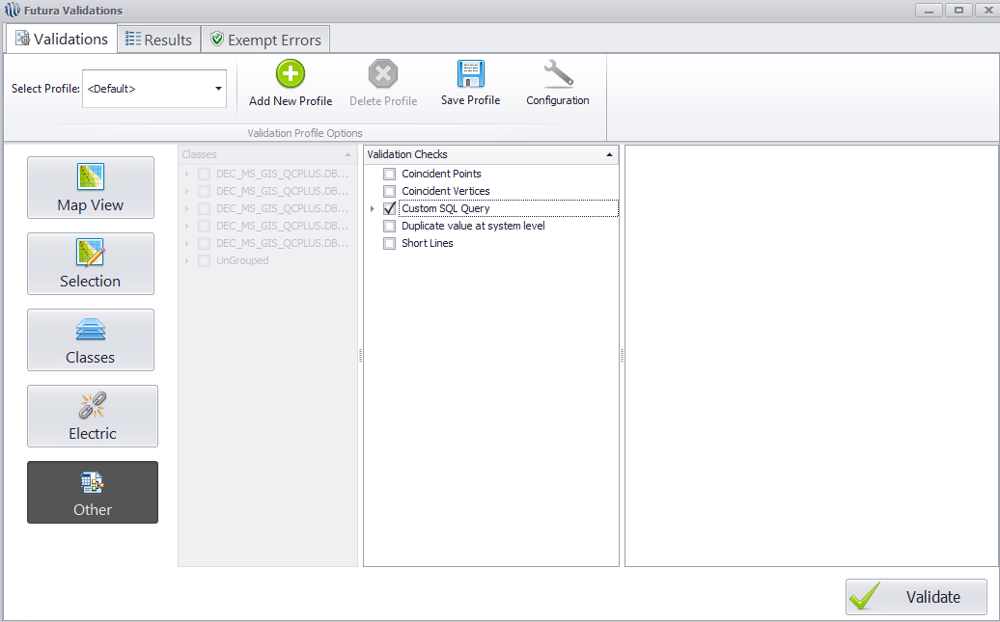 Futura Validations
Validations
Results
Exempt Errors
Select Profile:
<Default>
Add New Profile
Delete Profile
Save Profile
Configuration
Validation Profile Options
Map View
Selection
Classes
Electric
Other
Classes
DEC_MS_GIS_QCPLUS.DB...
DEC_MS_GIS_QCPLUS.DB...
DEC_MS_GIS_QCPLUS.DB...
DEC_MS_GIS_QCPLUS.DB...
DEC_MS_GIS_QCPLUS.DB...
UnGrouped
Validation Checks
Coincident Points
Coincident Vertices
Custom SQL Query
Duplicate value at system level
Short Lines
Validate